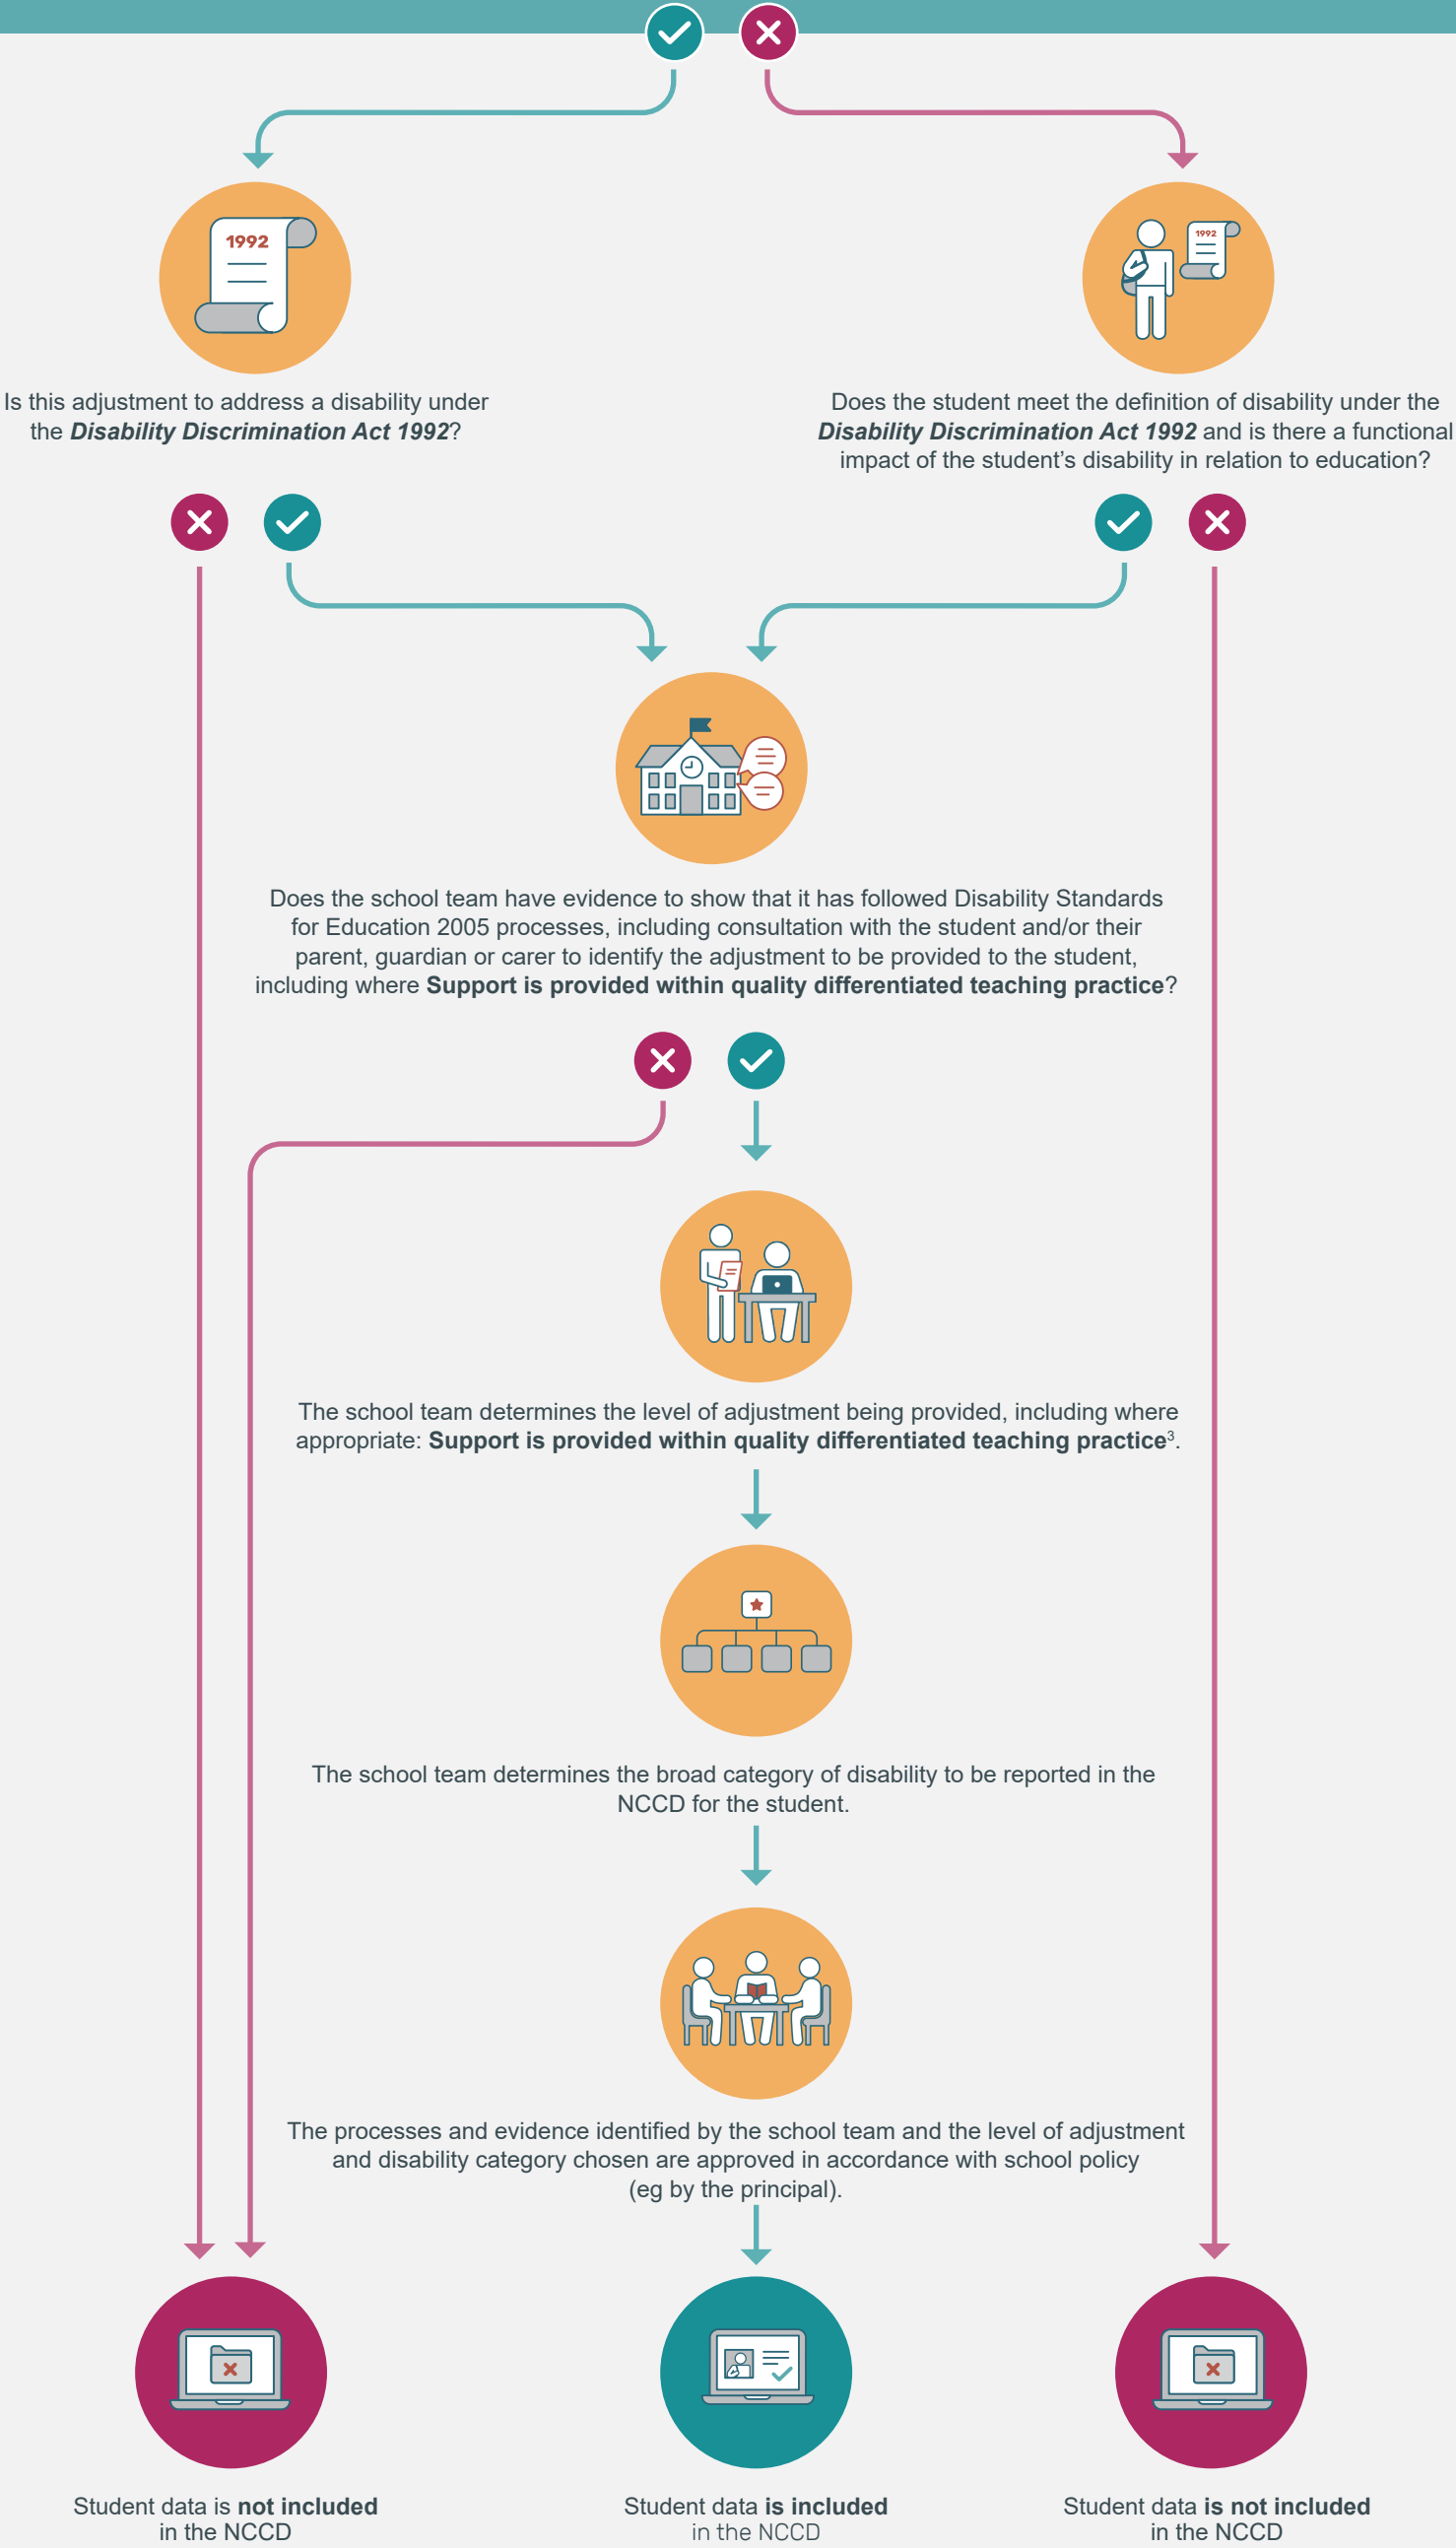 1992
1992
Is this adjustment to address a disability under
the Disability Discrimination Act 1992?
Does the student meet the definition of disability under the
Disability Discrimination Act 1992 and is there a functional
impact of the student's disability in relation to education?
Does the school team have evidence to show that it has followed Disability Standards
for Education 2005 processes, including consultation with the student and/or their
parent, guardian or carer to identify the adjustment to be provided to the student,
including where Support is provided within quality differentiated teaching practice?
The school team determines the level of adjustment being provided, including where
appropriate: Support is provided within quality differentiated teaching practice³.
The school team determines the broad category of disability to be reported in the
NCCD for the student.
The processes and evidence identified by the school team and the level of adjustment
and disability category chosen are approved in accordance with school policy
(eg by the principal).
Student data is not included
in the NCCD
Student data is included
in the NCCD
Student data is not included
in the NCCD